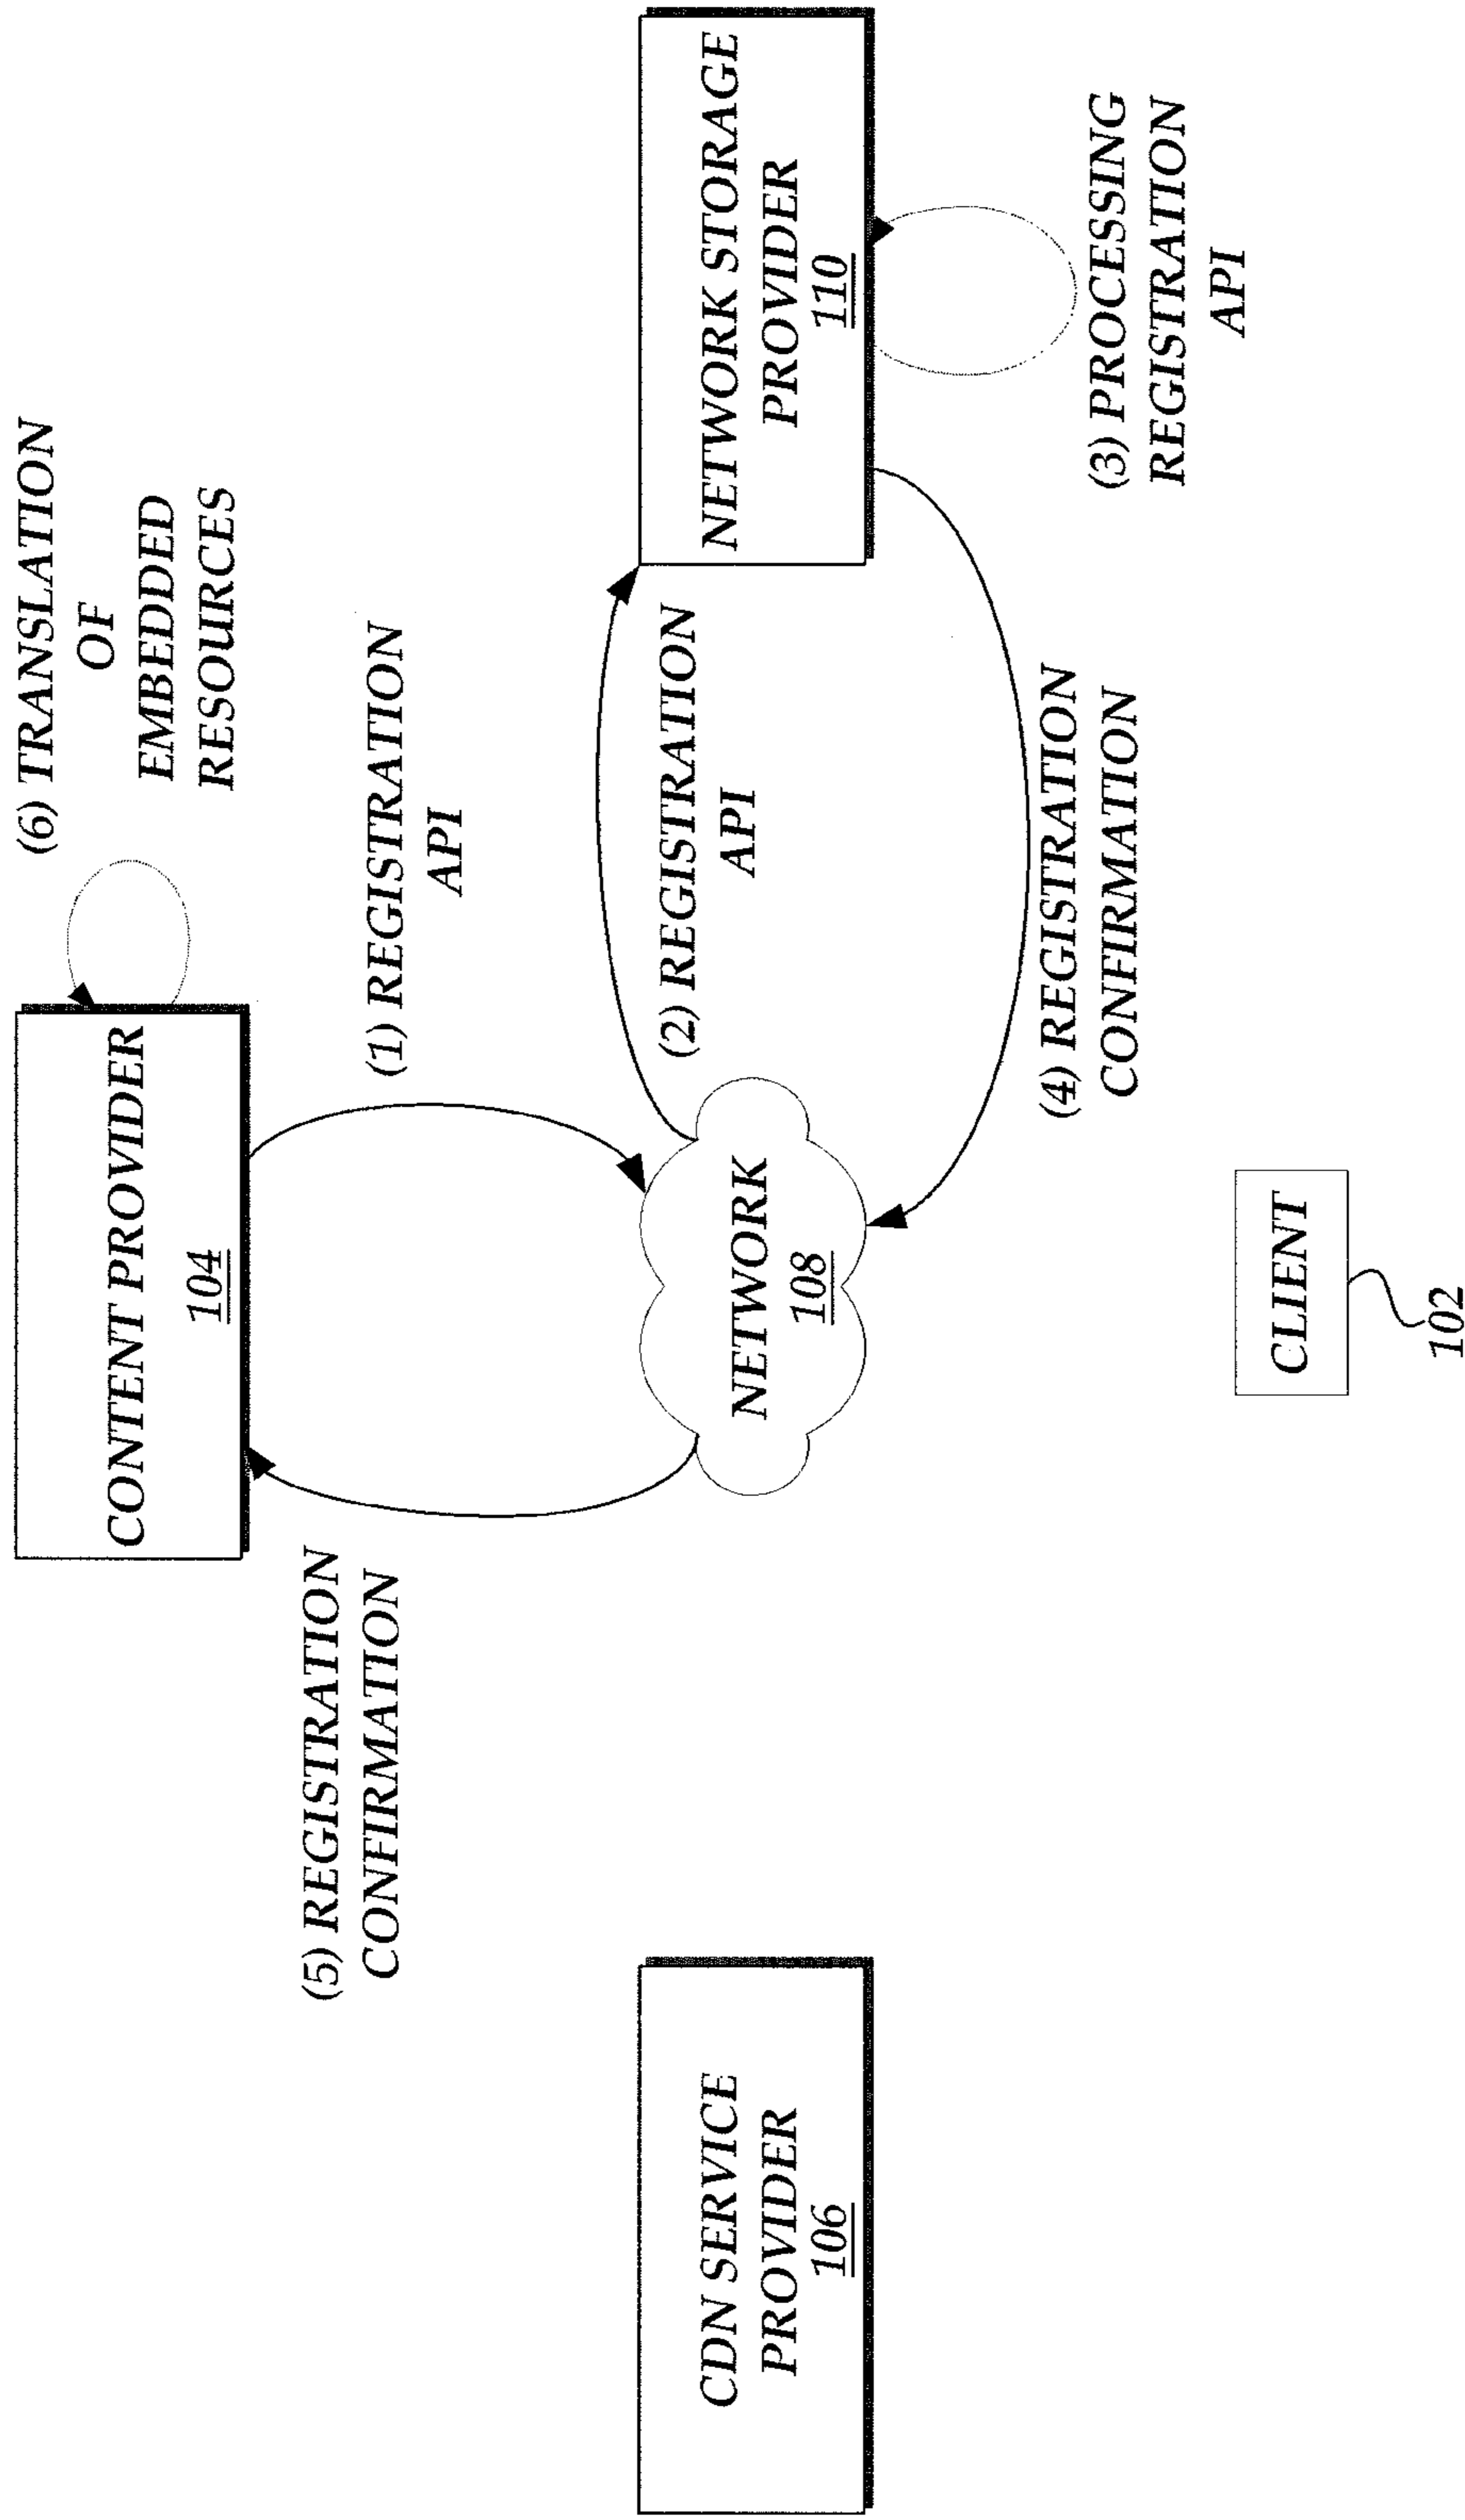 (6) TRANSLATION
OF
EMBEDDED
RESOURCES
CONTENT PROVIDER
104
(1) REGISTRATION
API
(5) REGISTRATION
CONFIRMATION
CDN SERVICE
PROVIDER
106
NETWORK
108
(2) REGISTRATION
API
NETWORK STORAGE
PROVIDER
110
(4) REGISTRATION
CONFIRMATION
(3) PROCESSING
REGISTRATION
API
CLIENT
102